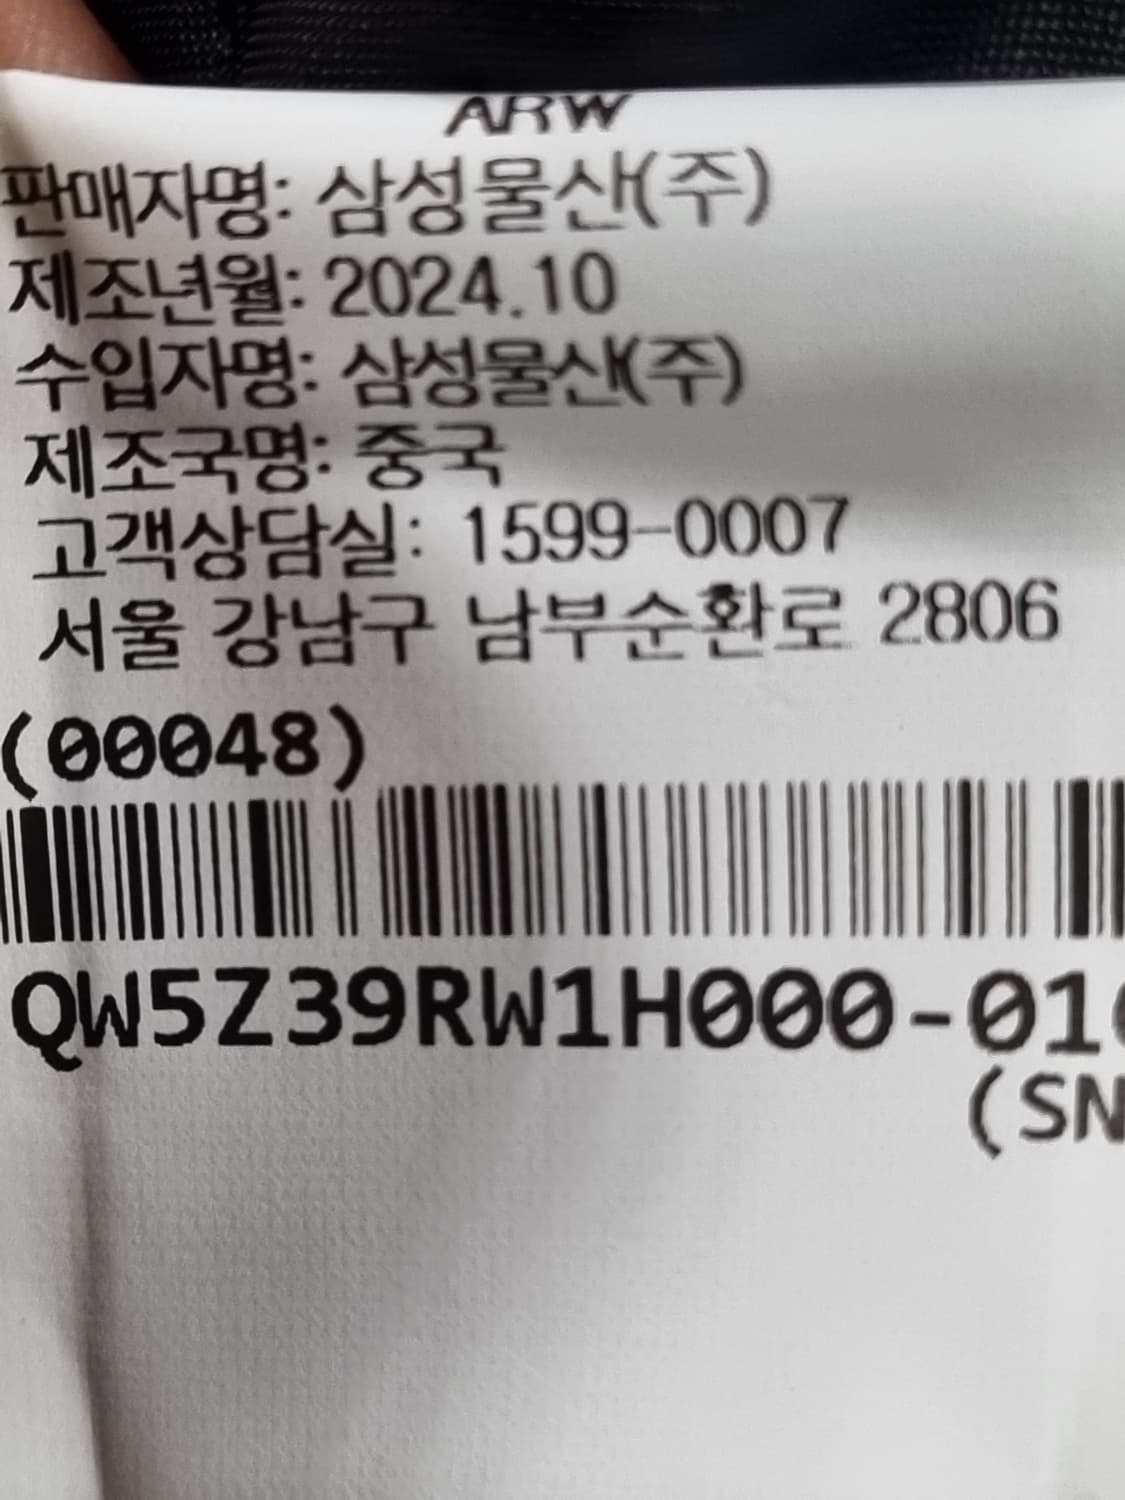 ARW
판매자명: 삼성물산(주)
제조년월: 2024.10
수입자명: 삼성물산(주)
제조국명: 중국
고객상담실: 1599-0007
서울 강남구 남부순환로 2806
(00048)
QW5Z39RW1H000-01
(SN